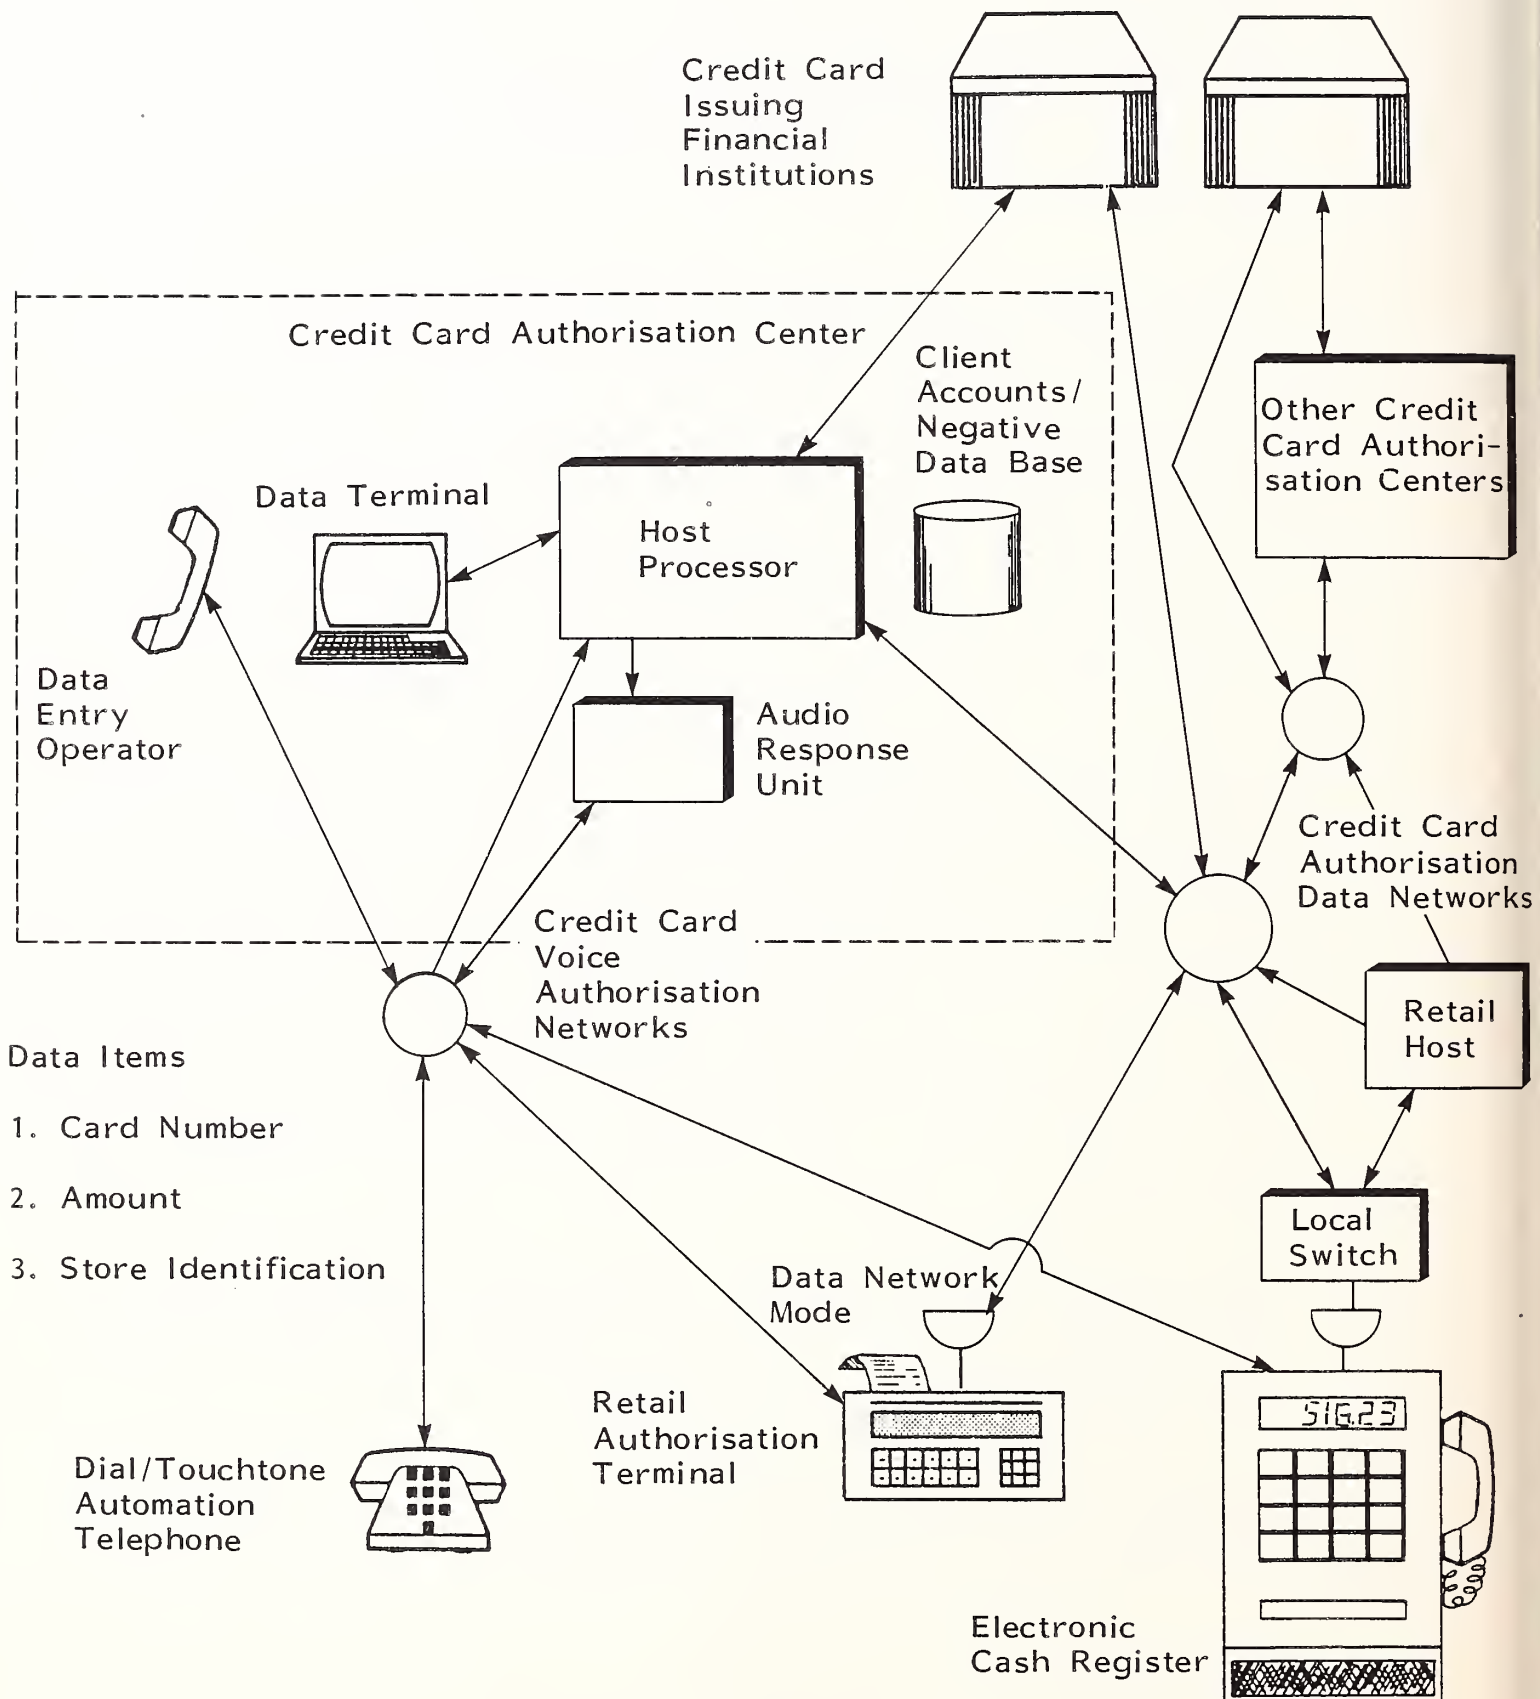 Credit Card
Issuing
Financial
Institutions
Credit Card Authorisation Center
Client
Accounts/
Negative
Data Base
Other Credit
Card Authori-
sation Centers
Data Terminal
Host
Processor
Data
Entry
Operator
Audio
Response
Unit
Credit Card
Authorisation
Data Networks
Credit Card
Voice
Authorisation
Networks
Retail
Host
Data Items
1. Card Number
2. Amount
3. Store Identification
Local
Switch
Data Network
Mode
Retail
Authorisation
Terminal
Dial/Touchtone
Automation
Telephone
Electronic
Cash Register